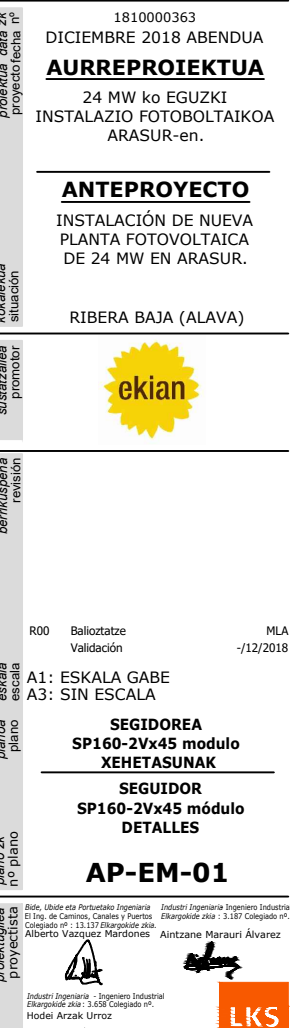 proiektua data zk
proyecto fecha nº
1810000363
DICIEMBRE 2018 ABENDUA
AURREPROIEKTUA
24 MW ko EGUZKI
INSTALAZIO FOTOBOLTAIKOA
ARASUR-en.
ANTEPROYECTO
INSTALACIÓN DE NUEVA
PLANTA FOTOVOLTAICA
DE 24 MW EN ARASUR.
kokalekua
situación
RIBERA BAJA (ALAVA)
sustatzailea
promotor
ekian
berrikuspena
revisión
R00 Balioztatze MLA
Validación -/12/2018
eskala
escala
A1: ESKALA GABE
A3: SIN ESCALA
planoa
plano
SEGIDOREA
SP160-2Vx45 modulo
XEHETASUNAK
SEGUIDOR
SP160-2Vx45 módulo
DETALLES
plano zk
nº plano
AP-EM-01
proiektugilea
proyectista
Bide, Ubide eta Portuetako Ingeniaria
El Ing. de Caminos, Canales y Puertos
Colegiado nº : 13.137 Elkargokide zkia.
Alberto Vazquez Mardones
Industri Ingeniaria Ingeniero Industrial
Elkargokide zkia : 3.187 Colegiado nº.
Aintzane Marauri Álvarez
Industri Ingeniaria - Ingeniero Industrial
Elkargokide zkia : 3.658 Colegiado nº.
Hodei Arzak Urroz
LKS